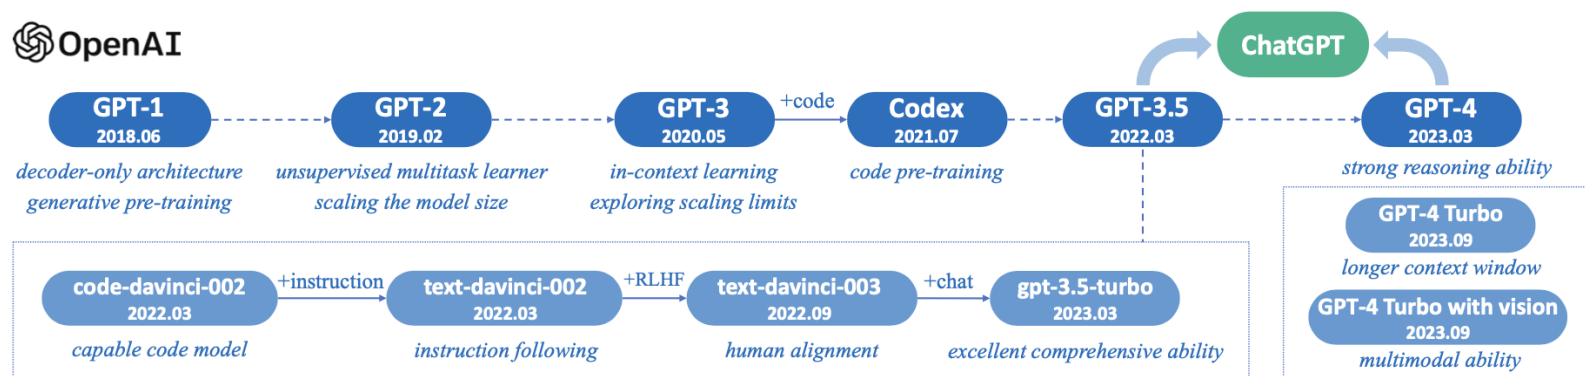 OpenAI
ChatGPT
GPT-1
2018.06
decoder-only architecture
generative pre-training
GPT-2
2019.02
unsupervised multitask learner
scaling the model size
GPT-3
2020.05
in-context learning
exploring scaling limits
+code
Codex
2021.07
code pre-training
GPT-3.5
2022.03
GPT-4
2023.03
strong reasoning ability
code-davinci-002
2022.03
capable code model
+instruction
text-davinci-002
2022.03
instruction following
+RLHF
text-davinci-003
2022.09
human alignment
+chat
gpt-3.5-turbo
2023.03
excellent comprehensive ability
GPT-4 Turbo
2023.09
longer context window
GPT-4 Turbo with vision
2023.09
multimodal ability